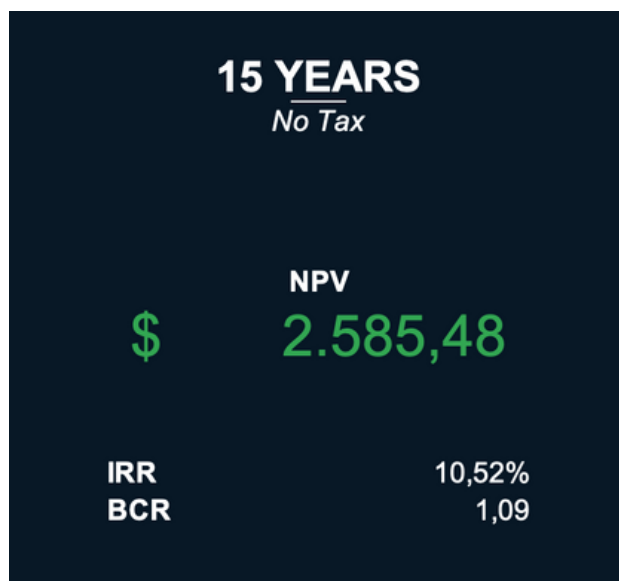 15 YEARS
No Tax
NPV
$ 2.585,48
IRR 10,52%
BCR 1,09